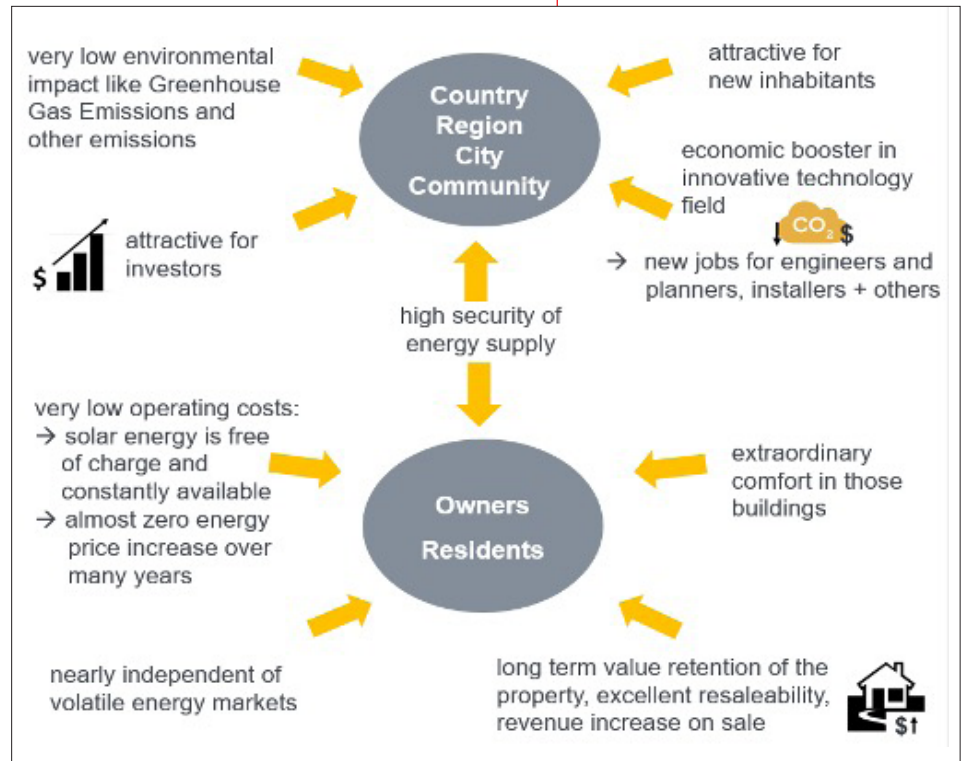 very low environmental
impact like Greenhouse
Gas Emissions and
other emissions
attractive for
new inhabitants
Country
Region
City
Community
economic booster in
innovative technology
field
CO₂ $
→ new jobs for engineers and
planners, installers + others
$
attractive for
investors
high security of
energy supply
very low operating costs:
→ solar energy is free
of charge and
constantly available
→ almost zero energy
price increase over
many years
Owners
Residents
extraordinary
comfort in those
buildings
nearly independent of
volatile energy markets
long term value retention of the
property, excellent resaleability,
revenue increase on sale
$↑